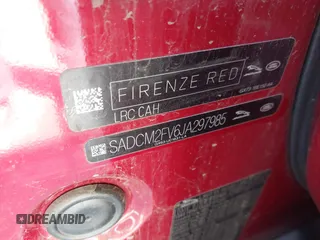 FIRENZE RED
LRC CAH
SADCM2FV6JA297985
DREAMBID